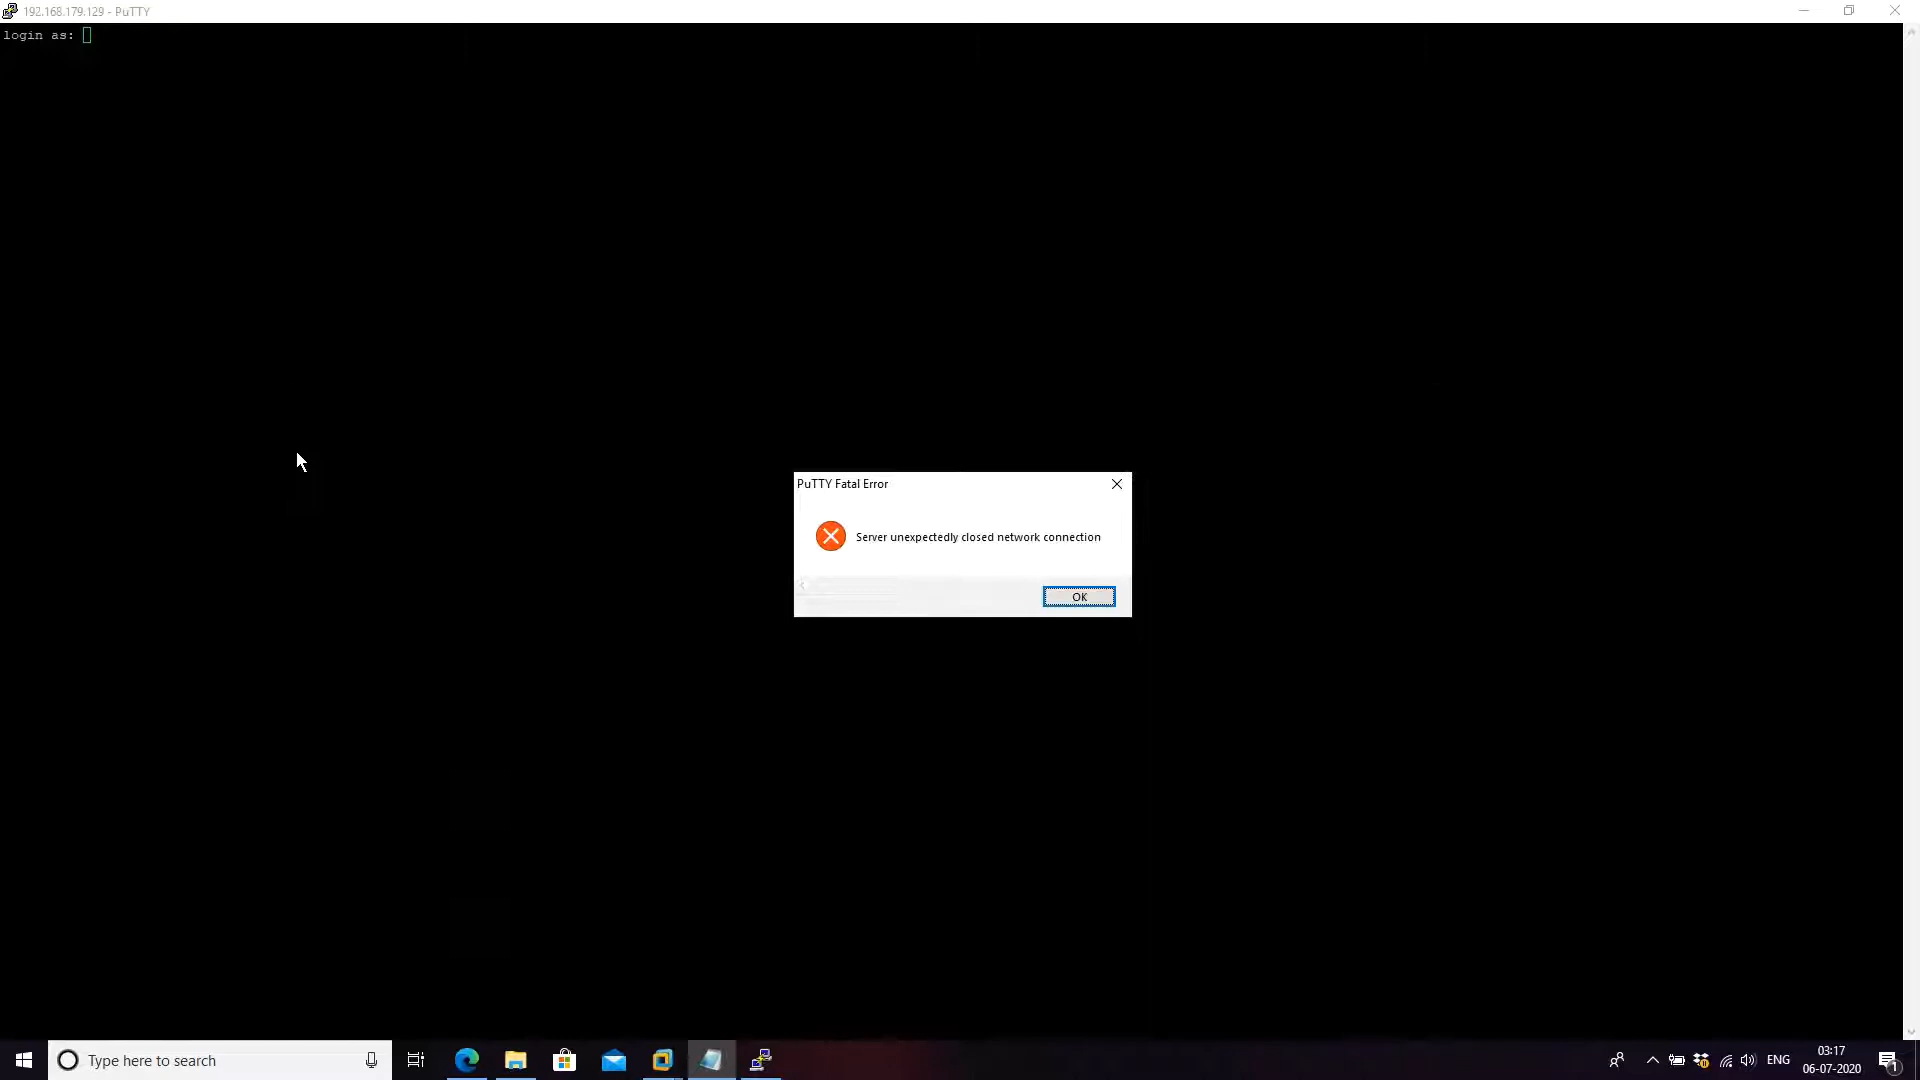 192.168.179.129 - PuTTY
login as:
PuTTY Fatal Error
Server unexpectedly closed network connection
OK
Type here to search
ENG
03:17
06-07-2020
1